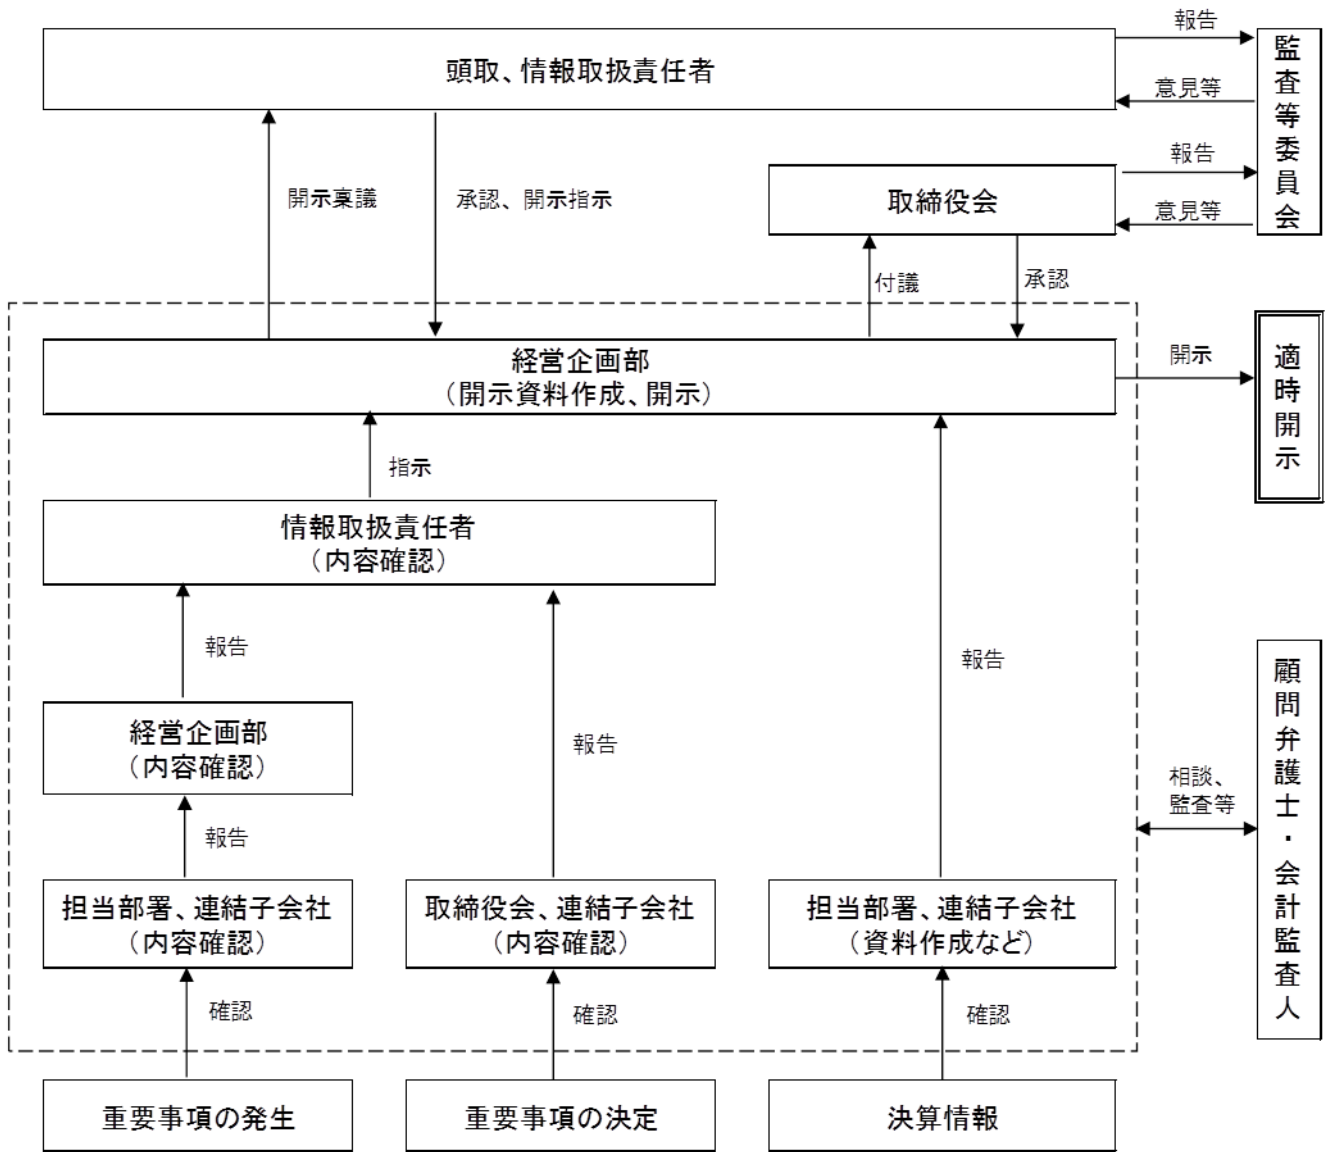 報告
頭取、情報取扱責任者
監査等委員会
意見等
報告
開示稟議
承認、開示指示
取締役会
意見等
付議
承認
経営企画部
（開示資料作成、開示）
開示
適時開示
指示
情報取扱責任者
（内容確認）
報告
報告
顧問弁護士・会計監査人
経営企画部
（内容確認）
報告
相談、
監査等
報告
担当部署、連結子会社
（内容確認）
取締役会、連結子会社
（内容確認）
担当部署、連結子会社
（資料作成など）
確認
確認
確認
重要事項の発生
重要事項の決定
決算情報